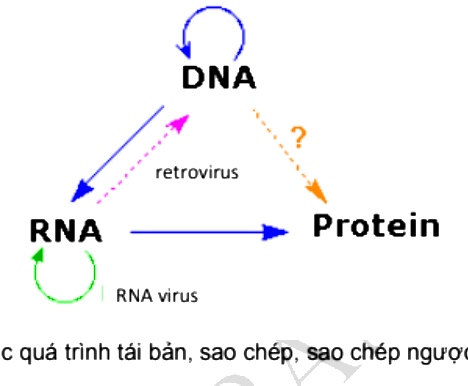 DNA
?
retrovirus
RNA
Protein
RNA virus
quá trình tái bản, sao chép, sao chép ngược